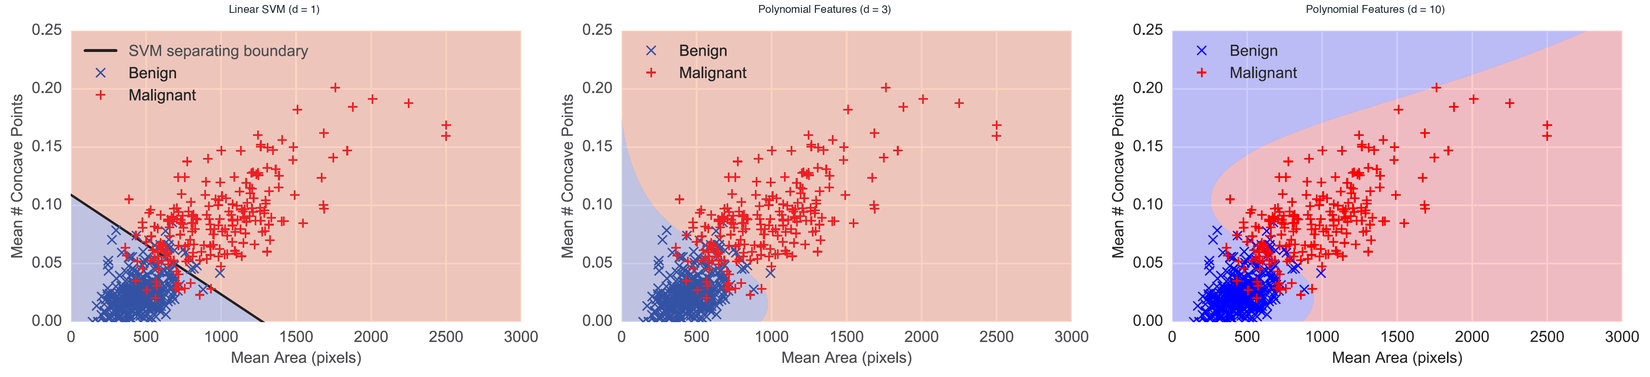 Linear SVM (d = 1)
Mean # Concave Points
0.25
0.20
0.15
0.10
0.05
0.00
SVM separating boundary
Benign
Malignant
0 500 1000 1500 2000 2500 3000
Mean Area (pixels)
Polynomial Features (d = 3)
Mean # Concave Points
0.25
0.20
0.15
0.10
0.05
0.00
Benign
Malignant
0 500 1000 1500 2000 2500 3000
Mean Area (pixels)
Polynomial Features (d = 10)
Mean # Concave Points
0.25
0.20
0.15
0.10
0.05
0.00
Benign
Malignant
0 500 1000 1500 2000 2500 3000
Mean Area (pixels)